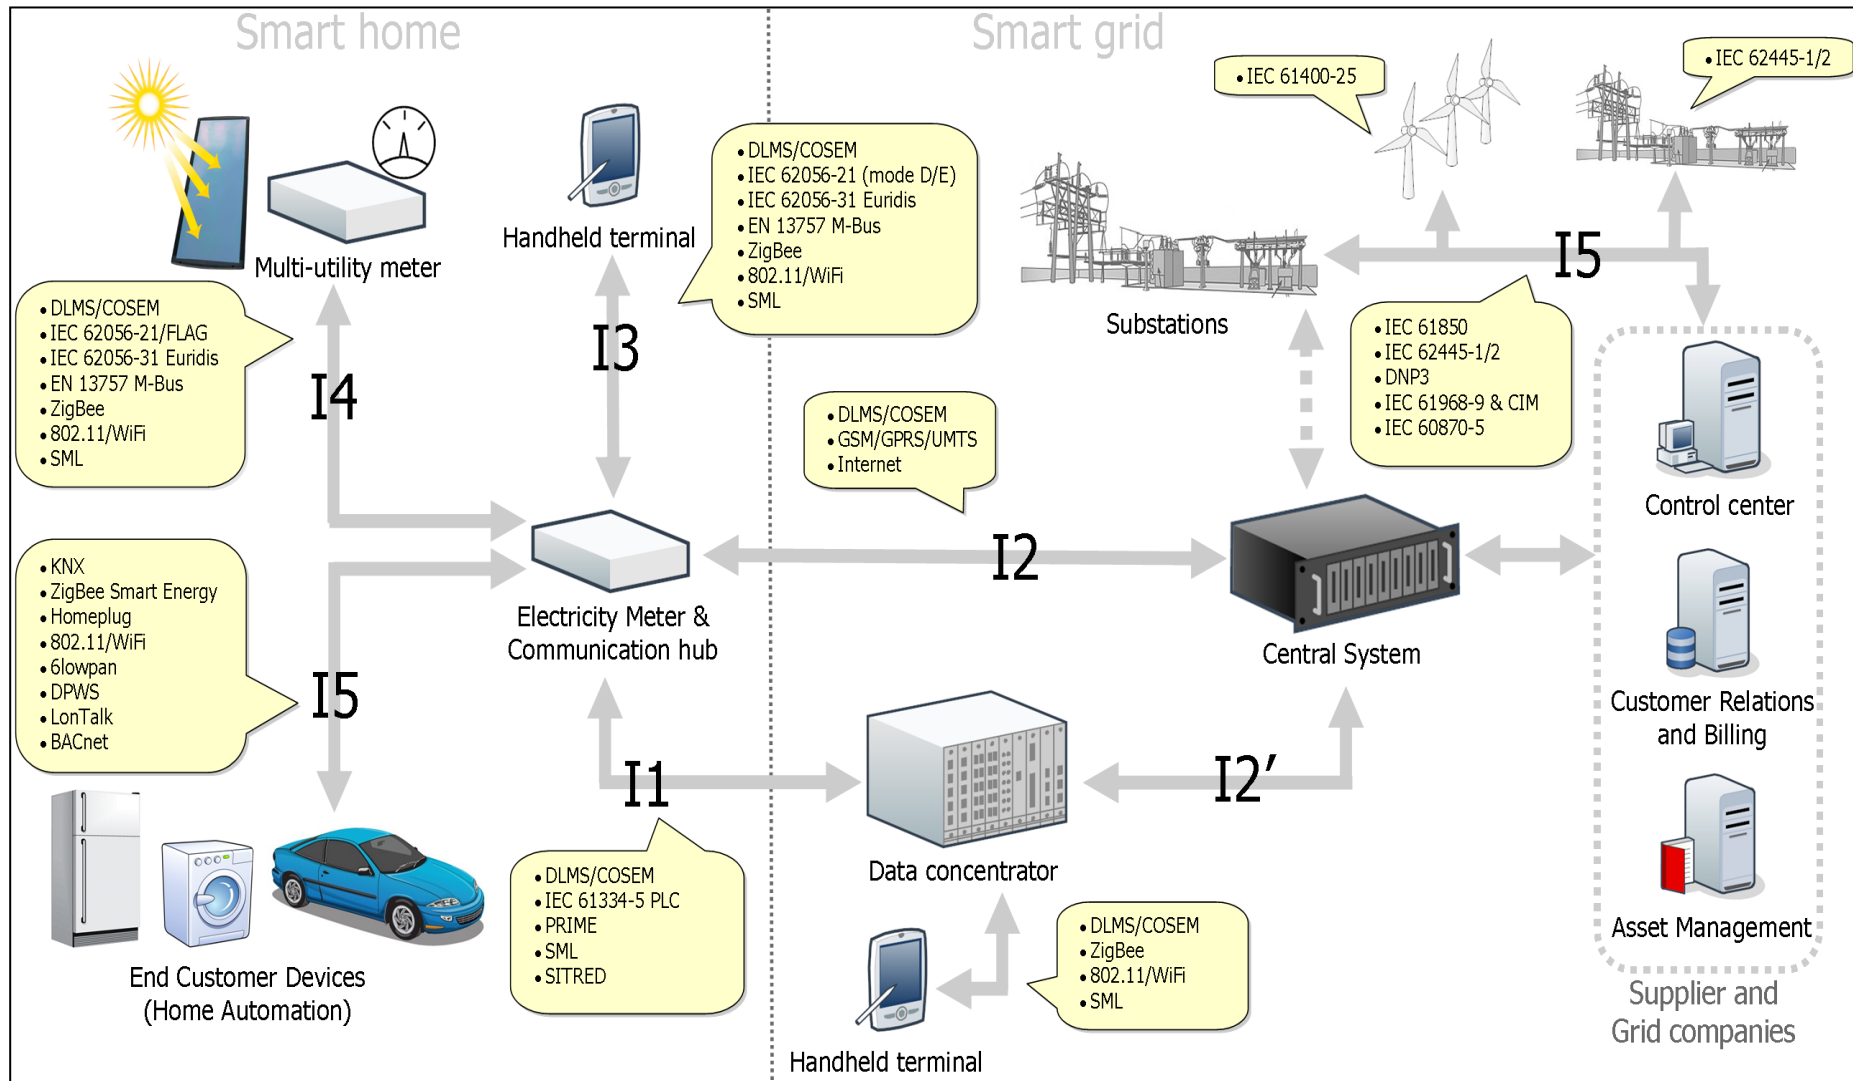 Smart home
Smart grid
• IEC 61400-25
• IEC 62445-1/2
Multi-utility meter
Handheld terminal
• DLMS/COSEM
• IEC 62056-21 (mode D/E)
• IEC 62056-31 Euridis
• EN 13757 M-Bus
• ZigBee
• 802.11/WiFi
• SML
Substations
I5
• DLMS/COSEM
• IEC 62056-21/FLAG
• IEC 62056-31 Euridis
• EN 13757 M-Bus
• ZigBee
• 802.11/WiFi
• SML
I4
I3
• IEC 61850
• IEC 62445-1/2
• DNP3
• IEC 61968-9 & CIM
• IEC 60870-5
• DLMS/COSEM
• GSM/GPRS/UMTS
• Internet
Control center
I2
• KNX
• ZigBee Smart Energy
• Homeplug
• 802.11/WiFi
• 6lowpan
• DPWS
• LonTalk
• BACnet
I5
Electricity Meter &
Communication hub
Central System
Customer Relations
and Billing
I1
I2’
Data concentrator
• DLMS/COSEM
• IEC 61334-5 PLC
• PRIME
• SML
• SITRED
• DLMS/COSEM
• ZigBee
• 802.11/WiFi
• SML
Asset Management
End Customer Devices
(Home Automation)
Handheld terminal
Supplier and
Grid companies